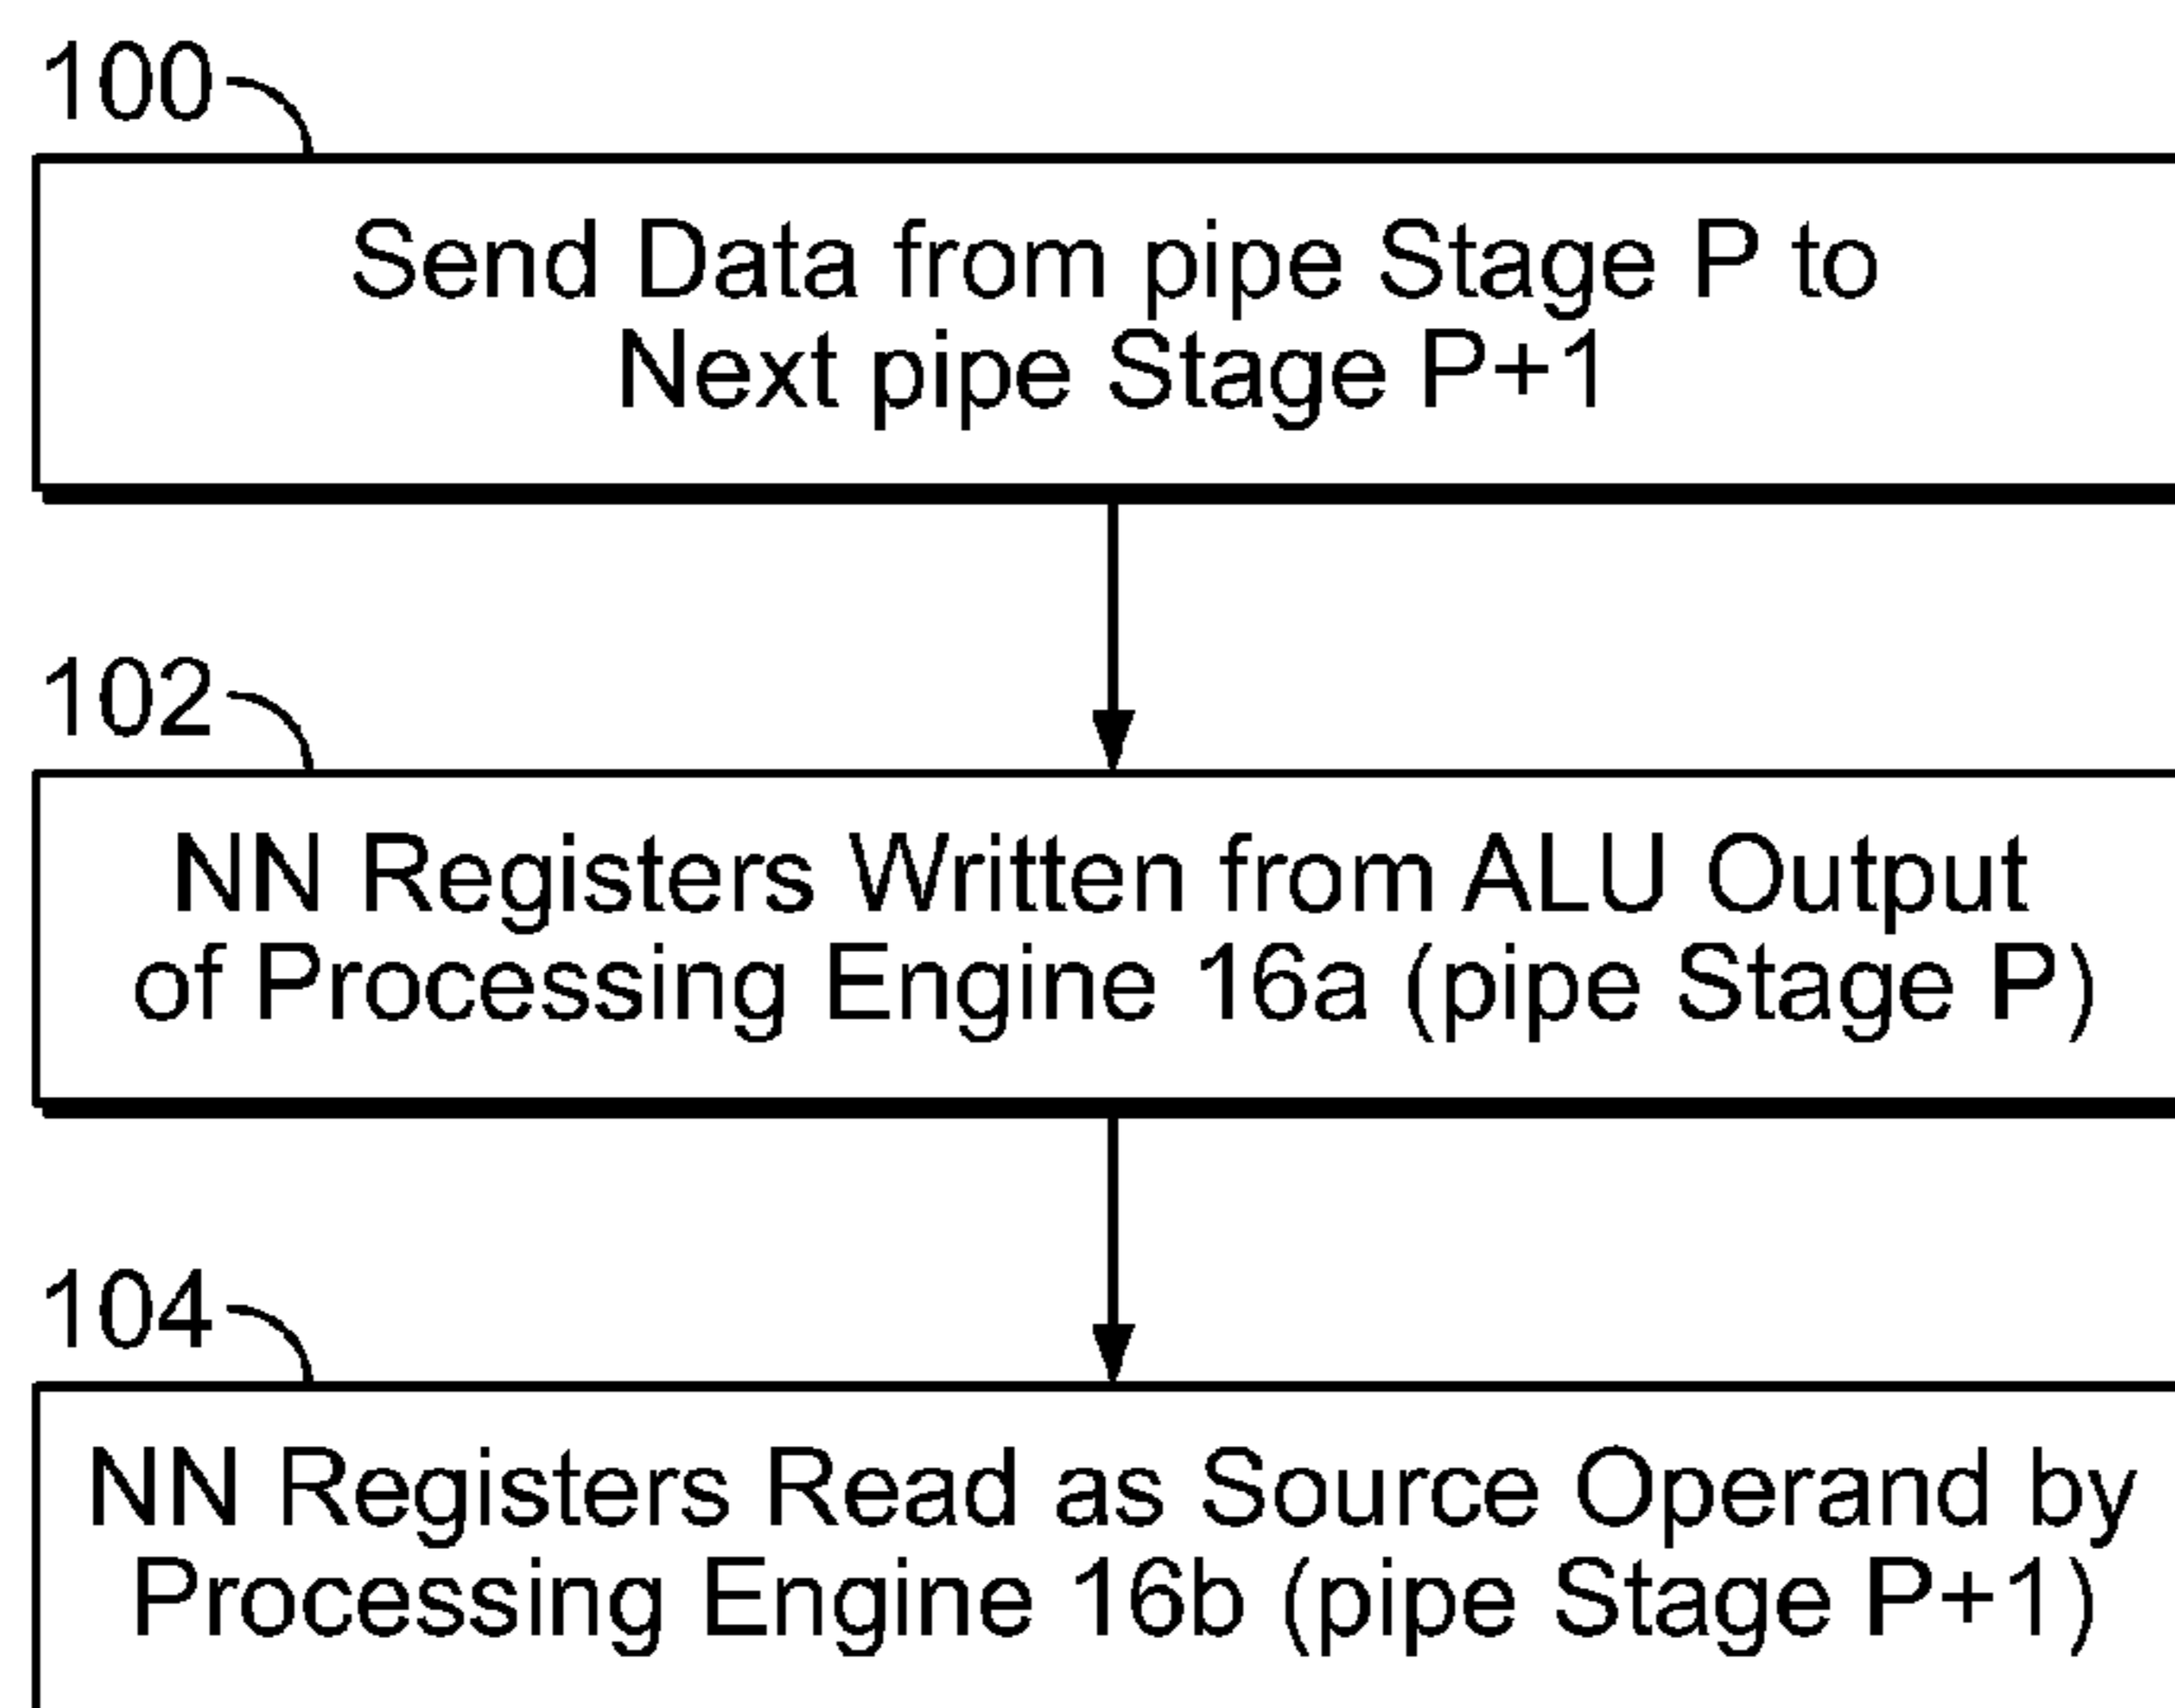 100
Send Data from pipe Stage P to
Next pipe Stage P+1
102
NN Registers Written from ALU Output
of Processing Engine 16a (pipe Stage P)
104
NN Registers Read as Source Operand by
Processing Engine 16b (pipe Stage P+1)